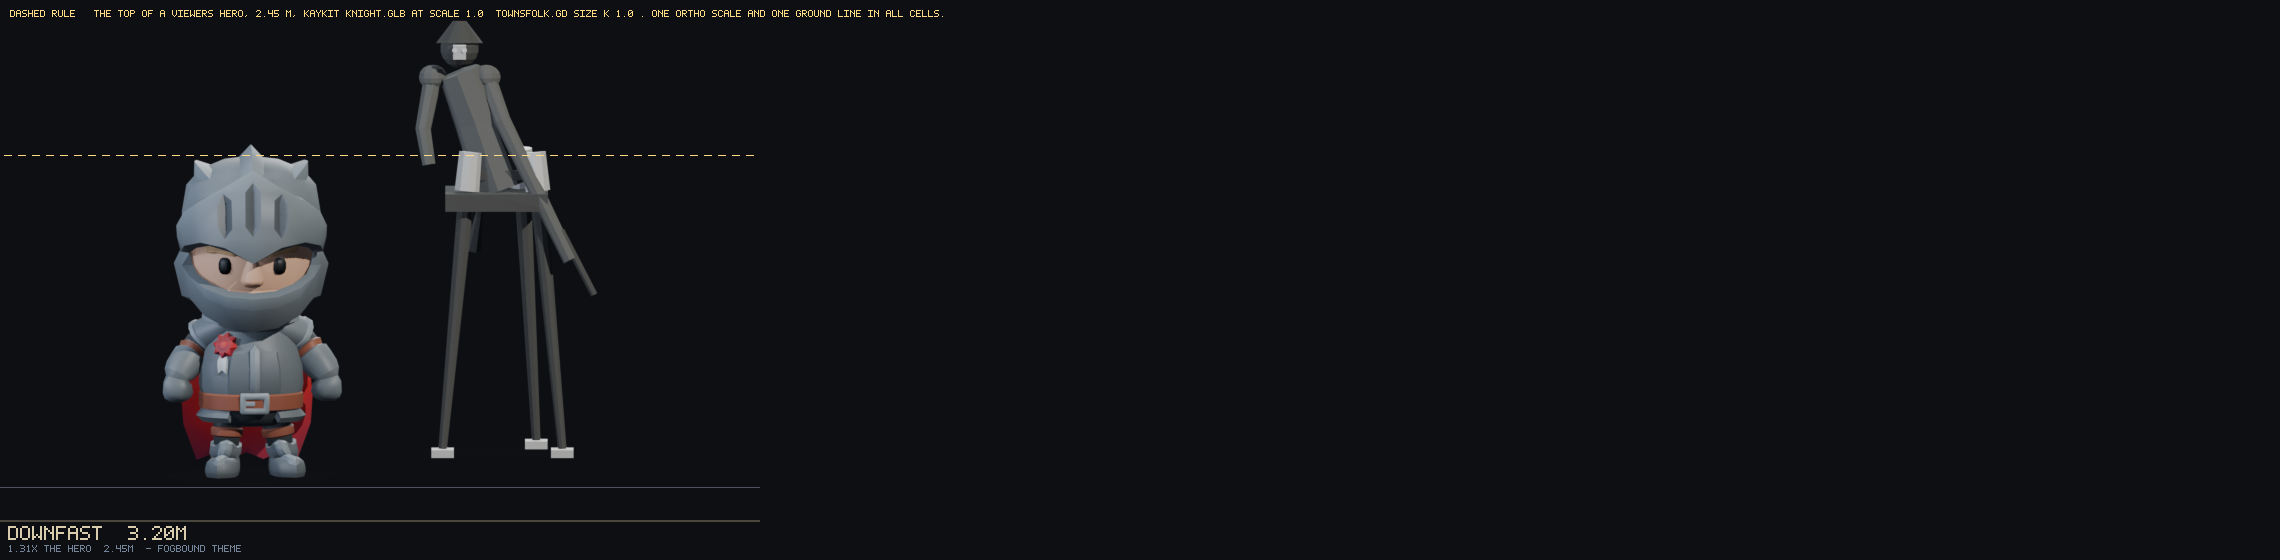 DASHED RULE   THE TOP OF A VIEWERS HERO, 2.45 M, KAYKIT KNIGHT.GLB AT SCALE 1.0  TOWNSFOLK.GD SIZE K 1.0 . ONE ORTHO SCALE AND ONE GROUND LINE IN ALL CELLS.
DOWNFAST  3.20M
1.31X THE HERO  2.45M  - FOGBOUND THEME